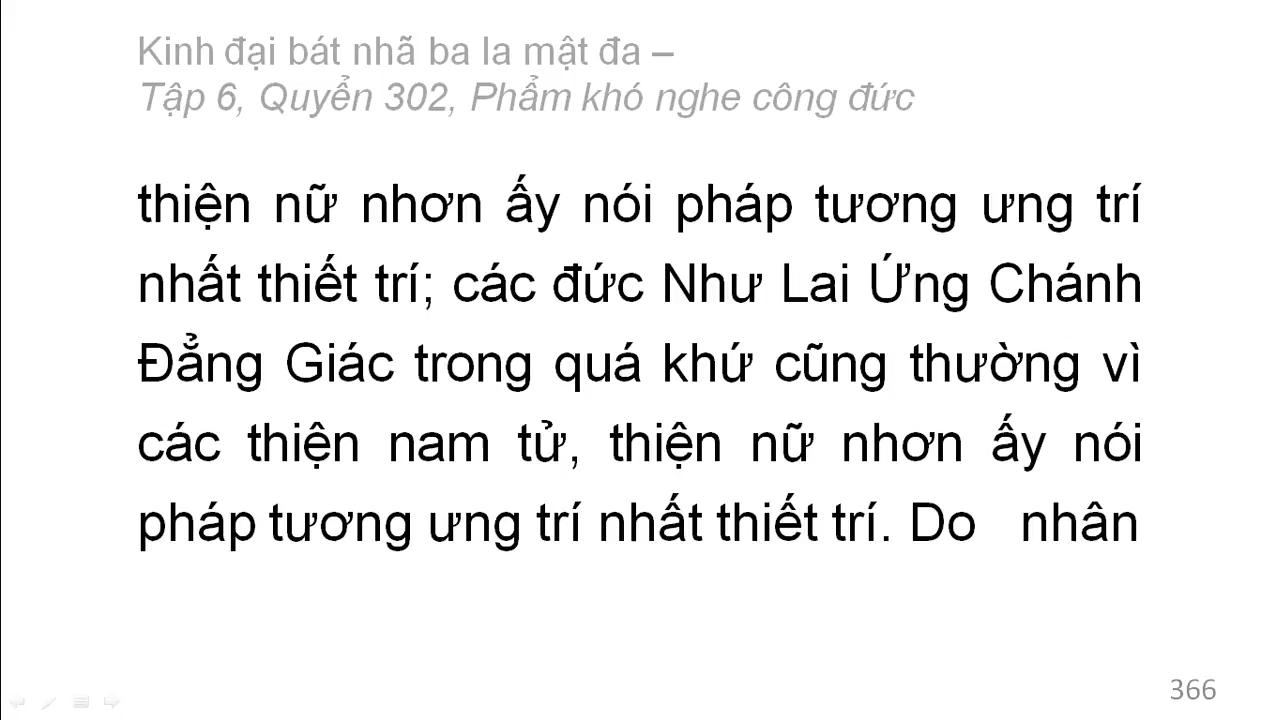 Kinh đại bát nhã ba la mật đa –
Tập 6, Quyển 302, Phẩm khó nghe công đức
thiện nữ nhơn ấy nói pháp tương ưng trí
nhất thiết trí; các đức Như Lai Ứng Chánh
Đẳng Giác trong quá khứ cũng thường vì
các thiện nam tử, thiện nữ nhơn ấy nói
pháp tương ưng trí nhất thiết trí. Do nhân
366